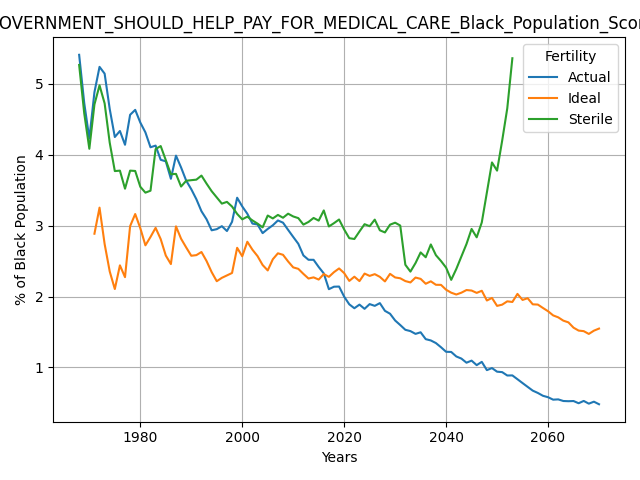 OVERNMENT_SHOULD_HELP_PAY_FOR_MEDICAL_CARE_Black_Population_Scor
Fertility
Actual
Ideal
Sterile
% of Black Population
5
4
3
2
1
1980 2000 2020 2040 2060
Years